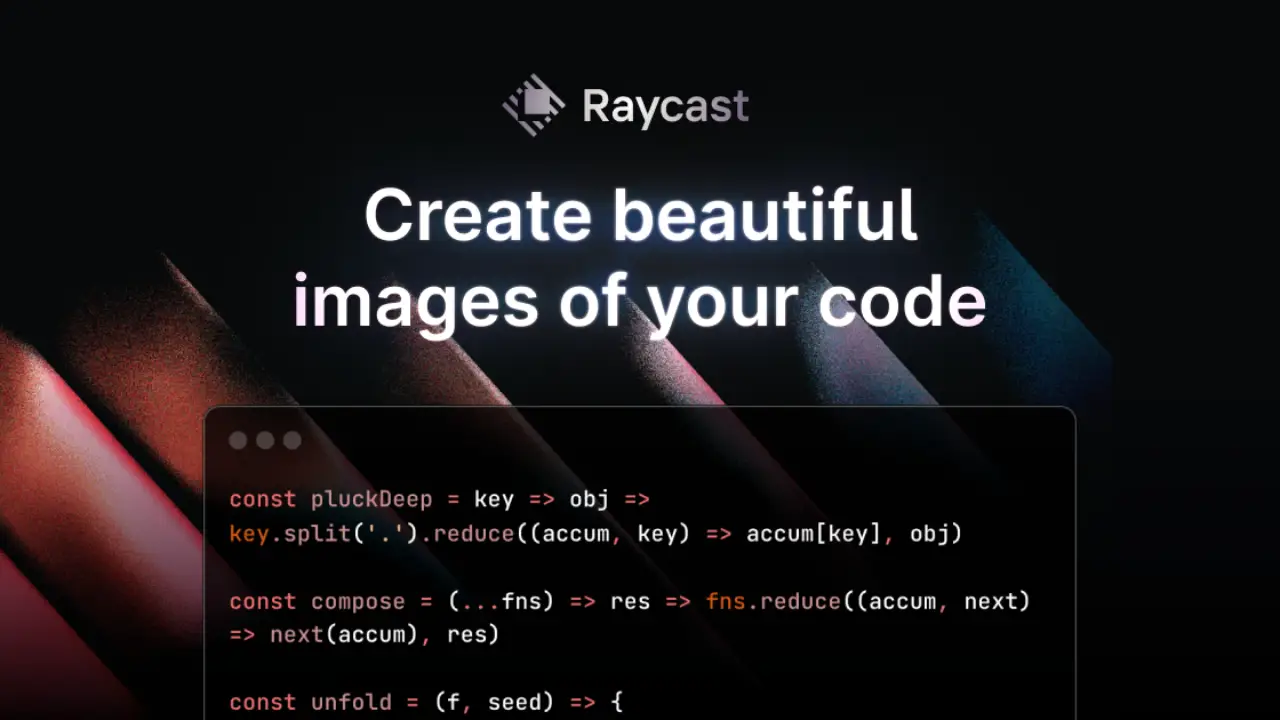 Raycast
Create beautiful
images of your code
const pluckDeep = key => obj =>
key.split('.').reduce((accum, key) => accum[key], obj)
const compose = (...fns) => res => fns.reduce((accum, next)
=> next(accum), res)
const unfold = (f, seed) => {